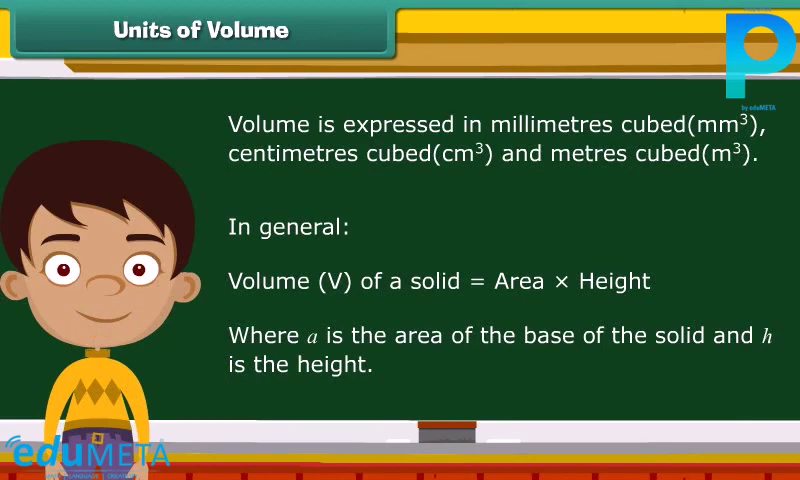 Units of Volume
P
by eduMETA
Volume is expressed in millimetres cubed(mm³),
centimetres cubed(cm³) and metres cubed(m³).
In general:
Volume (V) of a solid = Area × Height
Where a is the area of the base of the solid and h
is the height.
eduMETA